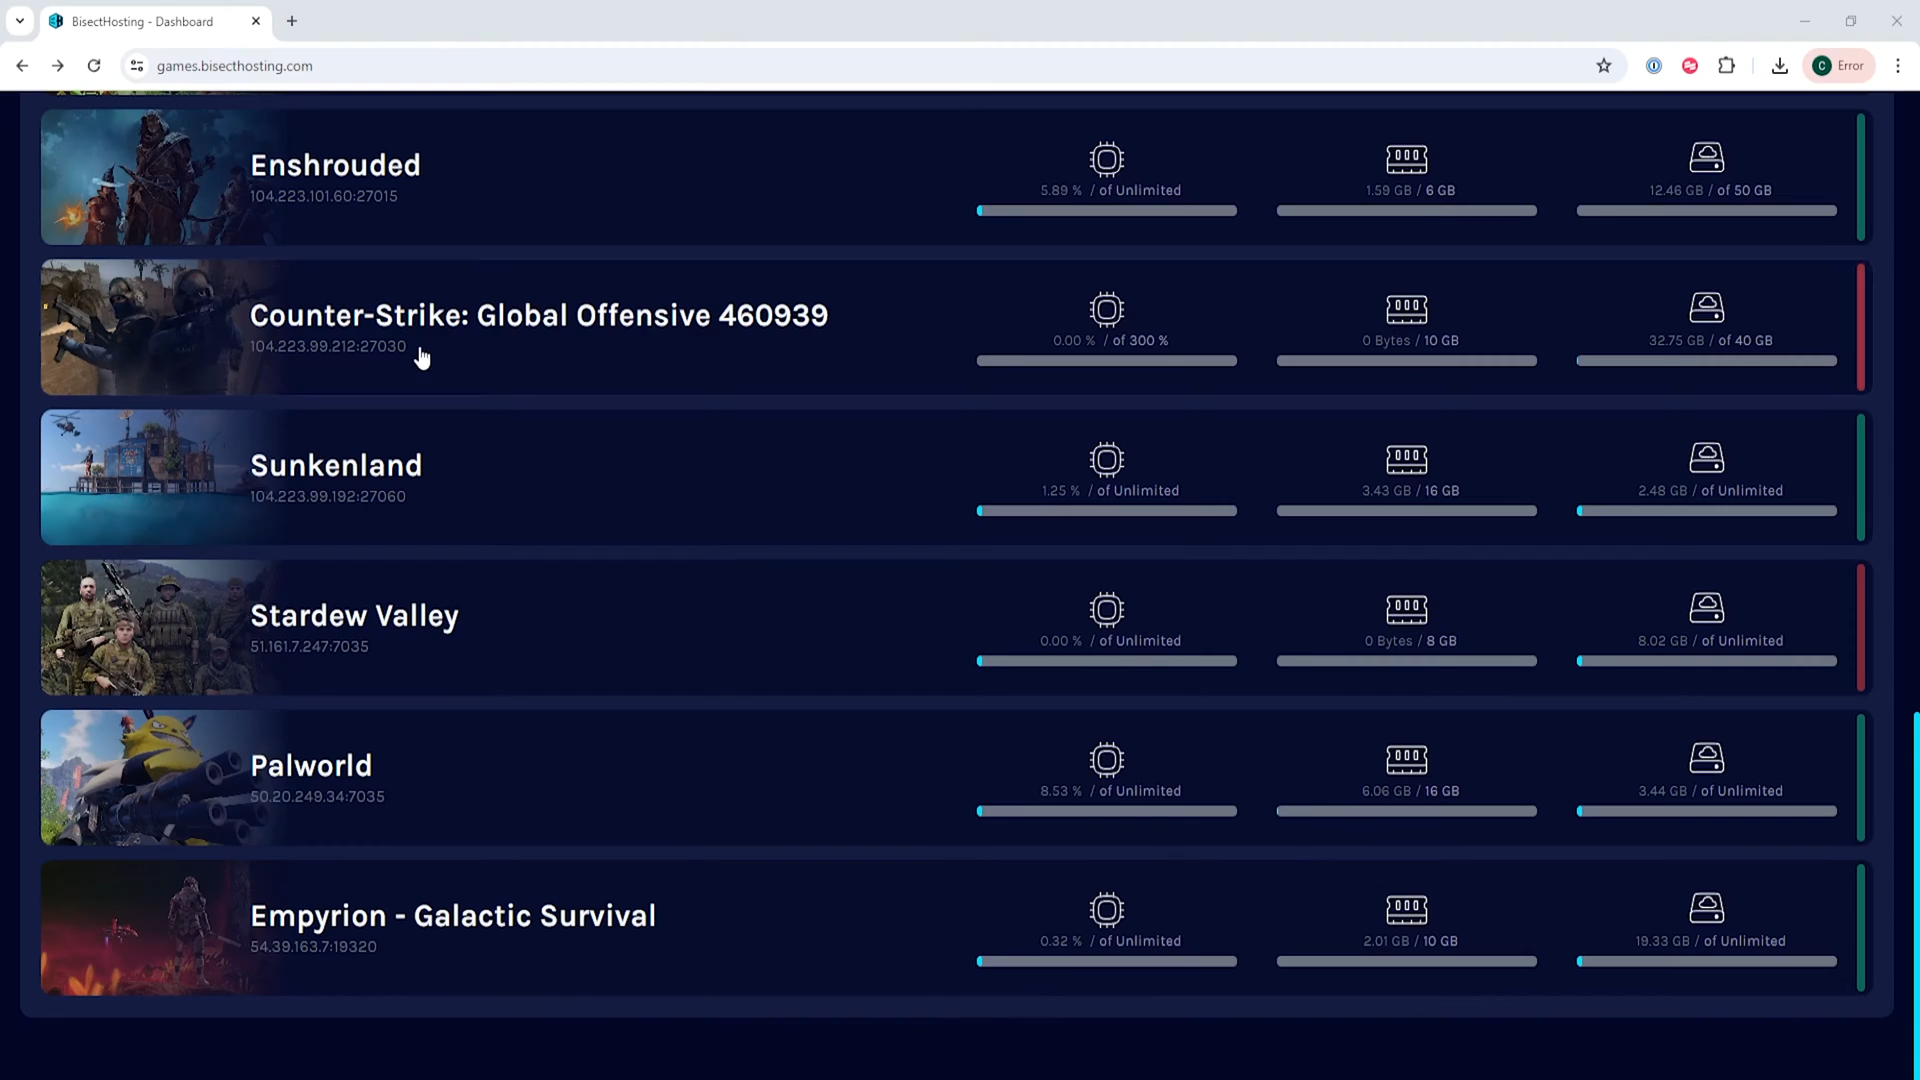 BisectHosting - Dashboard
games.bisecthosting.com
C Error
Enshrouded
104.223.101.60:27015
5.89 % / of Unlimited
1.59 GB / 6 GB
12.46 GB / of 50 GB
Counter-Strike: Global Offensive 460939
104.223.99.212:27030
0.00 % / of 300 %
0 Bytes / 10 GB
32.75 GB / of 40 GB
Sunkenland
104.223.99.192:27060
1.25 % / of Unlimited
3.43 GB / 16 GB
2.48 GB / of Unlimited
Stardew Valley
51.161.7.247:7035
0.00 % / of Unlimited
0 Bytes / 8 GB
8.02 GB / of Unlimited
Palworld
50.20.249.34:7035
8.53 % / of Unlimited
6.06 GB / 16 GB
3.44 GB / of Unlimited
Empyrion - Galactic Survival
54.39.163.7:19320
0.32 % / of Unlimited
2.01 GB / 10 GB
19.33 GB / of Unlimited